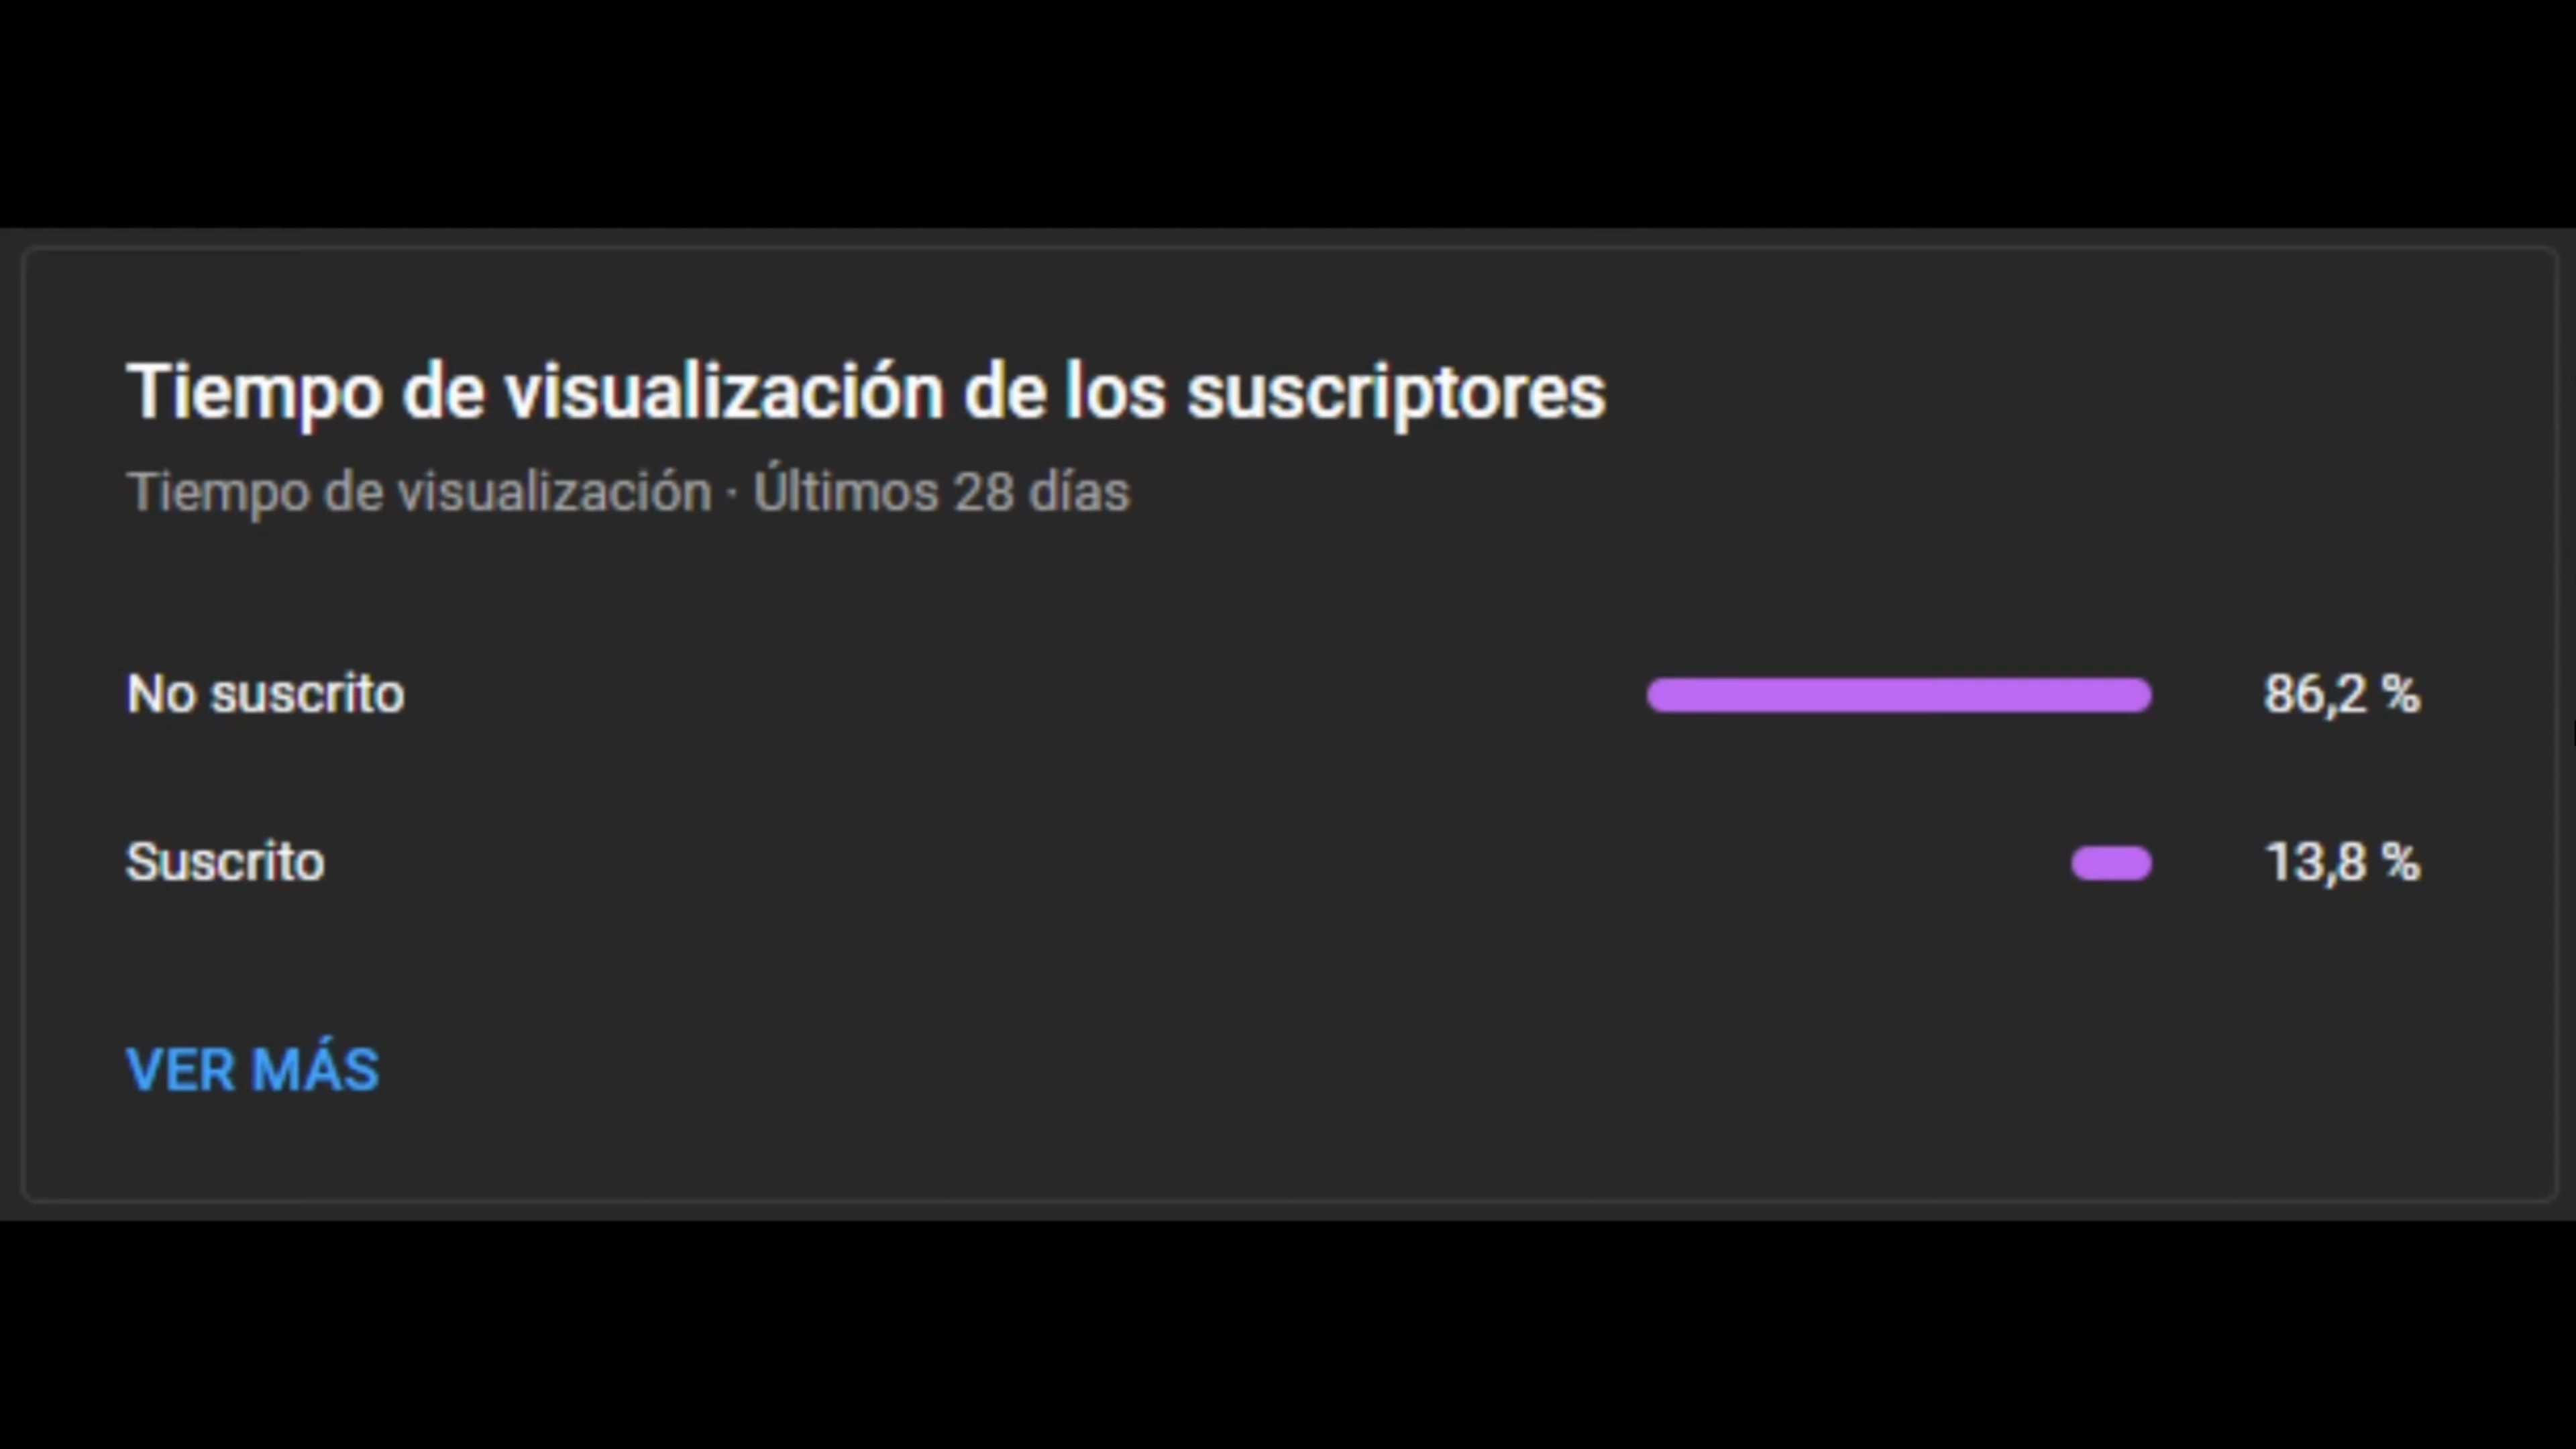 Tiempo de visualización de los suscriptores
Tiempo de visualización · Últimos 28 días
No suscrito 86,2 %
Suscrito 13,8 %
VER MÁS